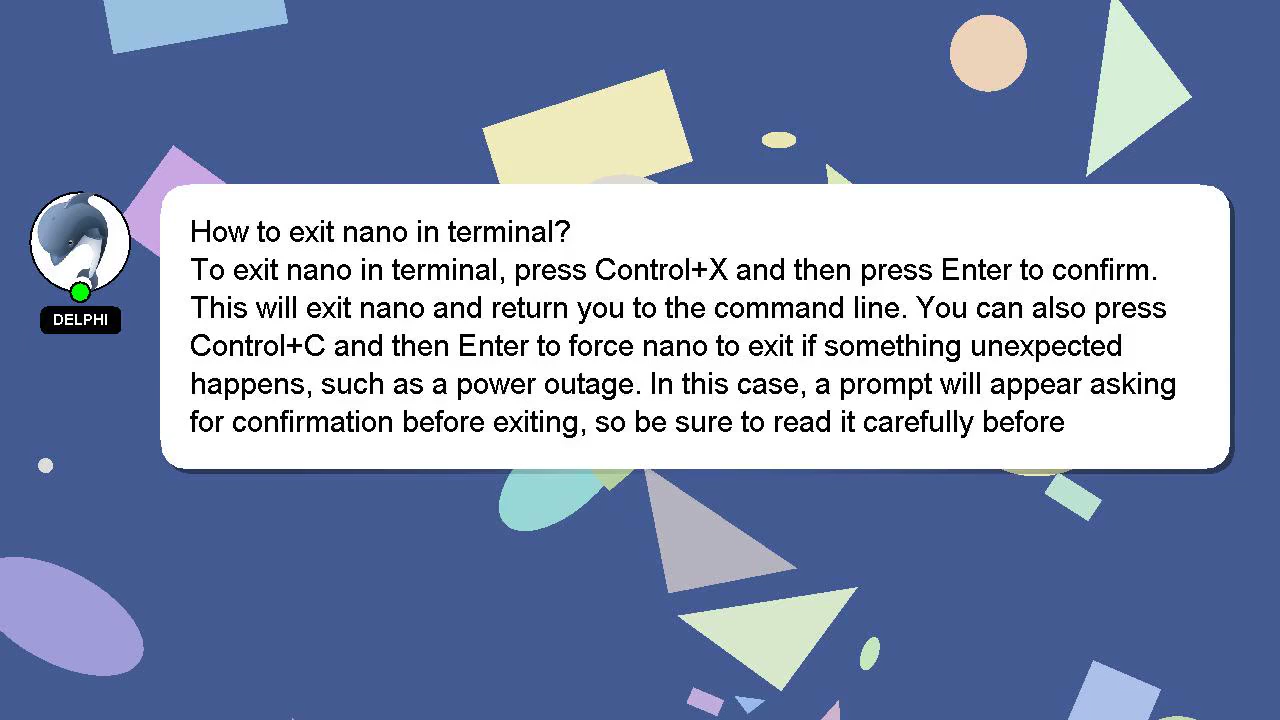 How to exit nano in terminal?
To exit nano in terminal, press Control+X and then press Enter to confirm.
This will exit nano and return you to the command line. You can also press
Control+C and then Enter to force nano to exit if something unexpected
happens, such as a power outage. In this case, a prompt will appear asking
for confirmation before exiting, so be sure to read it carefully before
DELPHI